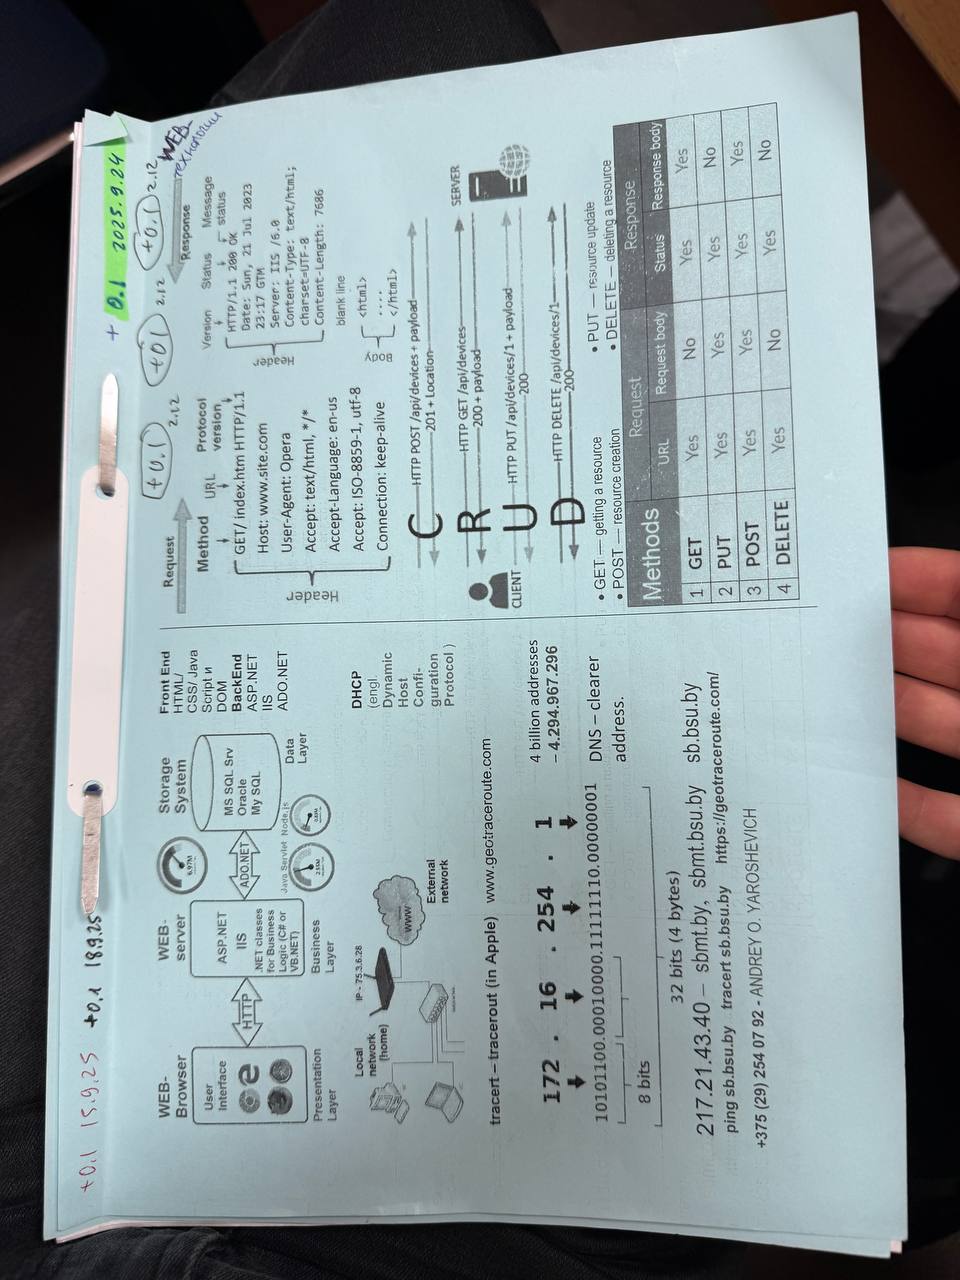 +0.1 15.9.25 +0.1 18.9.25
+ 0.1 2025.9.24
+0.1 2.12
+0.1 2.12
+0.1 2.12
WEB-
технологии
WEB-
Browser
WEB-
server
Storage
System
User
Interface
HTTP
ASP.NET
IIS
.NET classes
for Business
Logic (C# or
VB.NET)
ADO.NET
MS SQL Srv
Oracle
My SQL
6.97M
Presentation
Layer
Business
Layer
Java Servlet
Node.js
Data
Layer
Front End
HTML/
CSS/ Java
Script и
DOM
BackEnd
ASP.NET
IIS
ADO.NET
Local
network
(home)
IP - 75.3.6.28
www
External
network
DHCP
(engl.
Dynamic
Host
Confi-
guration
Protocol )
tracert – tracerout (in Apple) www.geotraceroute.com
172 . 16 . 254 . 1
10101100.00010000.11111110.00000001
8 bits
32 bits (4 bytes)
4 billion addresses
– 4.294.967.296
DNS – clearer
address.
217.21.43.40 – sbmt.by, sbmt.bsu.by sb.bsu.by
ping sb.bsu.by tracert sb.bsu.by https://geotraceroute.com/
+375 (29) 254 07 92 - ANDREY O. YAROSHEVICH
Request
Method URL Protocol
version
GET/ index.htm HTTP/1.1
Host: www.site.com
User-Agent: Opera
Accept: text/html, */*
Accept-Language: en-us
Accept: ISO-8859-1, utf-8
Connection: keep-alive
Header
Response
Version Status Message
status
HTTP/1.1 200 OK
Date: Sun, 21 Jul 2023
23:17 GTM
Server: IIS /6.0
Content-Type: text/html;
charset=UTF-8
Content-Length: 7686
Header
blank line
<html>
....
</html>
Body
CLIENT
SERVER
C
HTTP POST /api/devices + payload
201 + Location
R
HTTP GET /api/devices
200 + payload
U
HTTP PUT /api/devices/1 + payload
200
D
HTTP DELETE /api/devices/1
200
• GET — getting a resource
• POST — resource creation
• PUT — resource update
• DELETE — deleting a resource
Methods Request Response
URL Request body Status Response body
1 GET Yes No Yes Yes
2 PUT Yes Yes Yes No
3 POST Yes Yes Yes Yes
4 DELETE Yes No Yes No